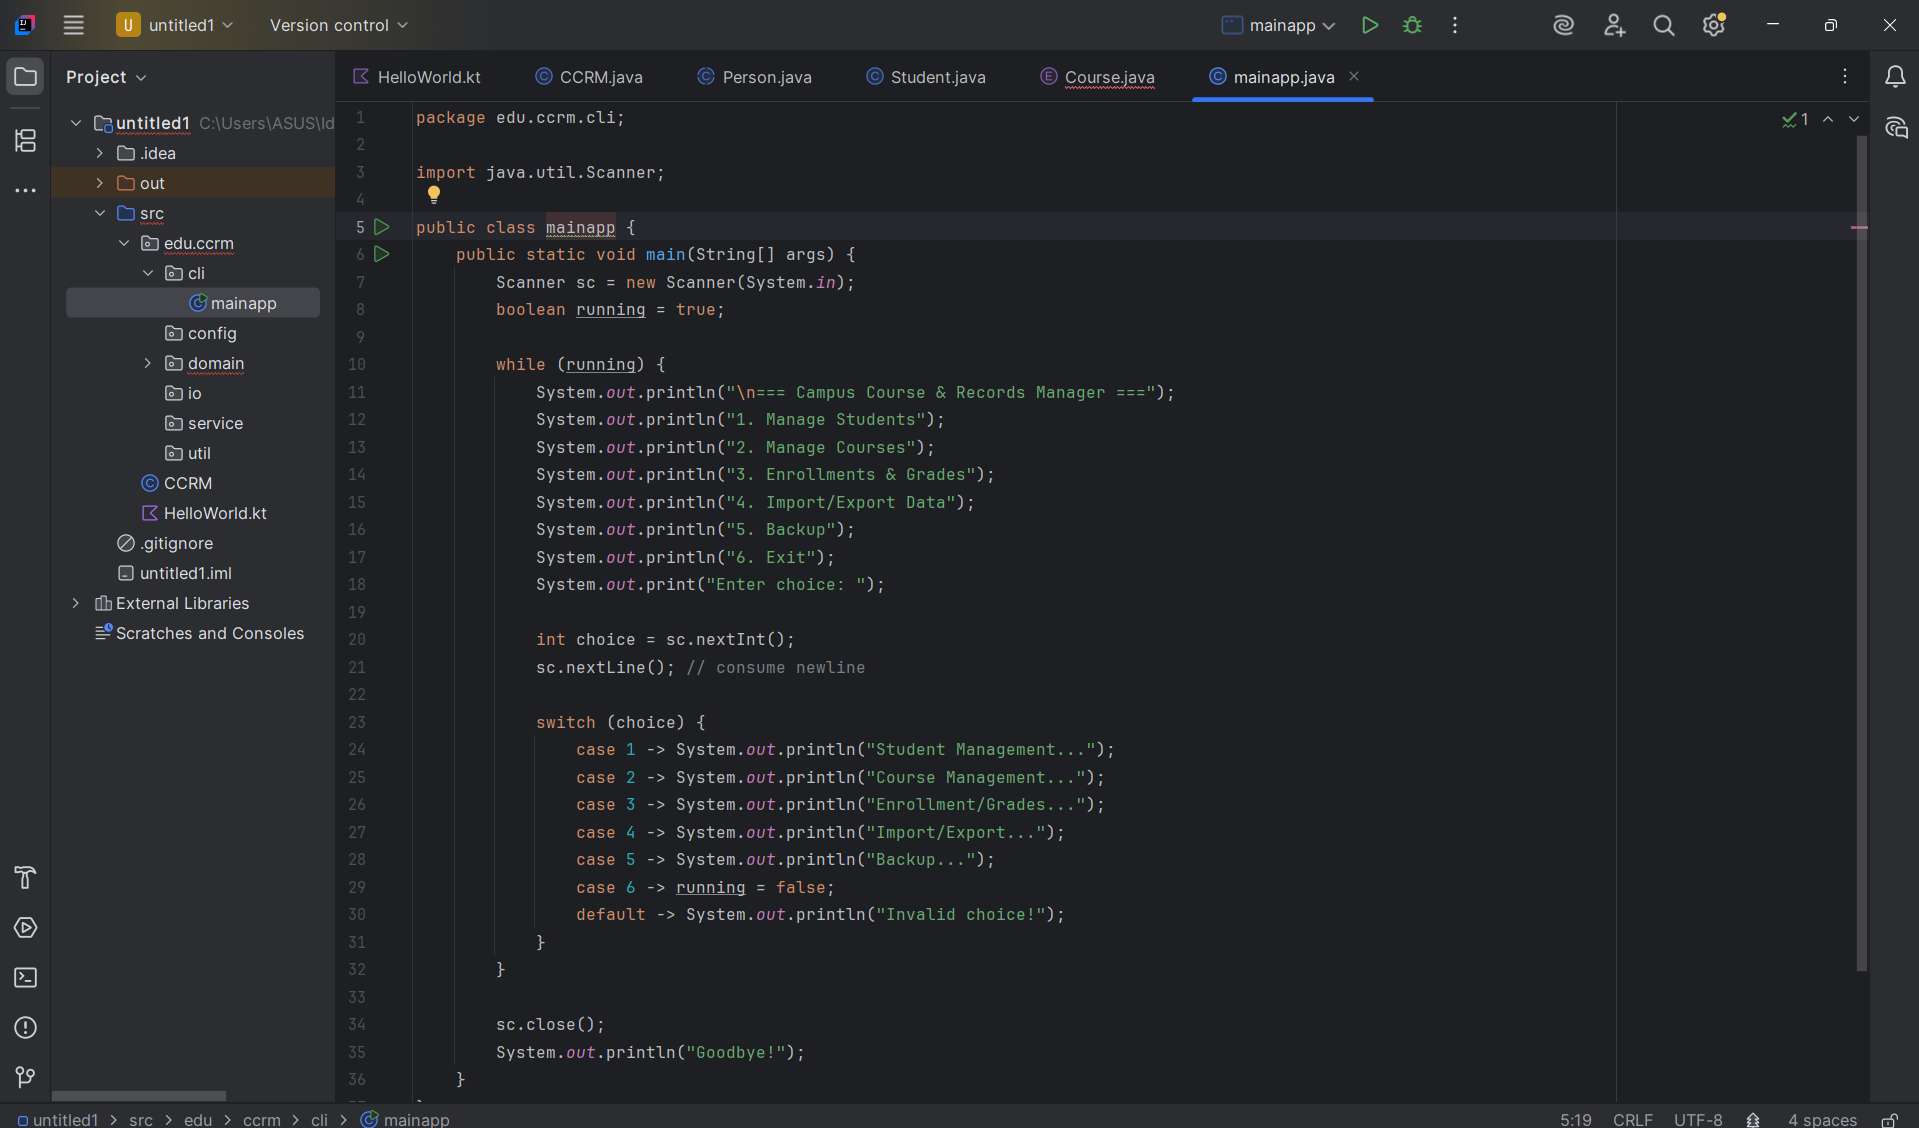 U untitled1 Version control mainapp
Project
HelloWorld.kt CCRM.java Person.java Student.java Course.java mainapp.java
untitled1 C:\Users\ASUS\Id
.idea
out
src
edu.ccrm
cli
mainapp
config
domain
io
service
util
CCRM
HelloWorld.kt
.gitignore
untitled1.iml
External Libraries
Scratches and Consoles
1 package edu.ccrm.cli;
2
3 import java.util.Scanner;
4
5 public class mainapp {
6 public static void main(String[] args) {
7 Scanner sc = new Scanner(System.in);
8 boolean running = true;
9
10 while (running) {
11 System.out.println("\n=== Campus Course & Records Manager ===");
12 System.out.println("1. Manage Students");
13 System.out.println("2. Manage Courses");
14 System.out.println("3. Enrollments & Grades");
15 System.out.println("4. Import/Export Data");
16 System.out.println("5. Backup");
17 System.out.println("6. Exit");
18 System.out.print("Enter choice: ");
19
20 int choice = sc.nextInt();
21 sc.nextLine(); // consume newline
22
23 switch (choice) {
24 case 1 -> System.out.println("Student Management...");
25 case 2 -> System.out.println("Course Management...");
26 case 3 -> System.out.println("Enrollment/Grades...");
27 case 4 -> System.out.println("Import/Export...");
28 case 5 -> System.out.println("Backup...");
29 case 6 -> running = false;
30 default -> System.out.println("Invalid choice!");
31 }
32 }
33
34 sc.close();
35 System.out.println("Goodbye!");
36 }
1
untitled1 > src > edu > ccrm > cli > mainapp
5:19 CRLF UTF-8 4 spaces